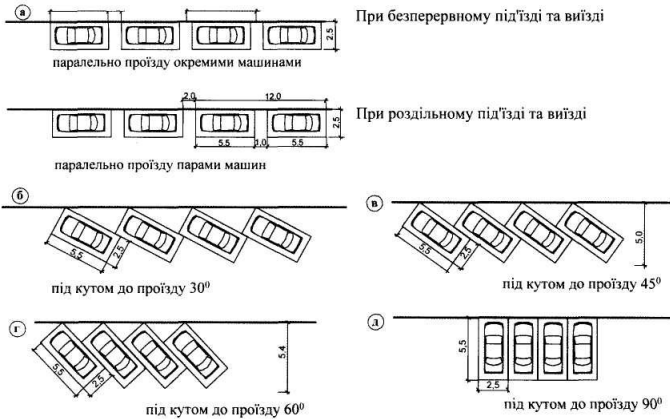 а
При безперервному під'їзді та виїзді
2,5
паралельно проїзду окремими машинами
2,0 12,0
При роздільному під'їзді та виїзді
2,5
5,5 1,0 5,5
паралельно проїзду парами машин
б
5,5 2,5
під кутом до проїзду 30⁰
в
5,0
5,5 2,5
під кутом до проїзду 45⁰
г
5,4
5,5 2,5
під кутом до проїзду 60⁰
д
5,5
2,5
під кутом до проїзду 90⁰